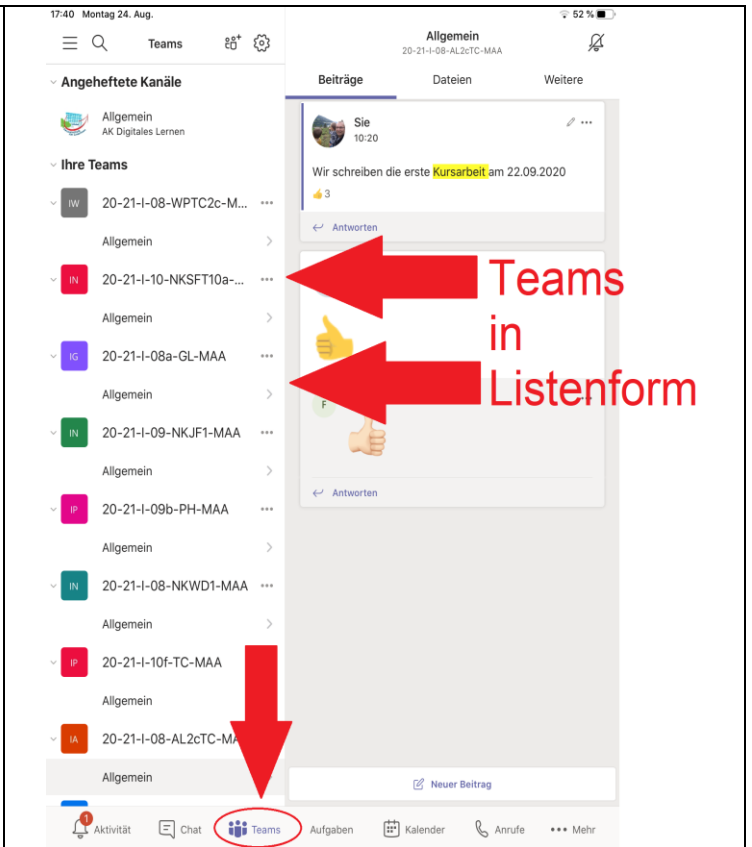 17:40 Montag 24. Aug.
52 %
Teams
Angeheftete Kanäle
Allgemein
AK Digitales Lernen
Ihre Teams
IW 20-21-I-08-WPTC2c-M...
Allgemein
IN 20-21-I-10-NKSFT10a-...
Allgemein
IG 20-21-I-08a-GL-MAA
Allgemein
IN 20-21-I-09-NKJF1-MAA
Allgemein
IP 20-21-I-09b-PH-MAA
Allgemein
IN 20-21-I-08-NKWD1-MAA
Allgemein
IP 20-21-I-10f-TC-MAA
Allgemein
IA 20-21-I-08-AL2cTC-MA
Allgemein
Allgemein
20-21-I-08-AL2cTC-MAA
Beiträge Dateien Weitere
Sie
10:20
Wir schreiben die erste Kursarbeit am 22.09.2020
3
Antworten
F
Antworten
Neuer Beitrag
Teams
in
Listenform
1
Aktivität Chat Teams Aufgaben Kalender Anrufe Mehr